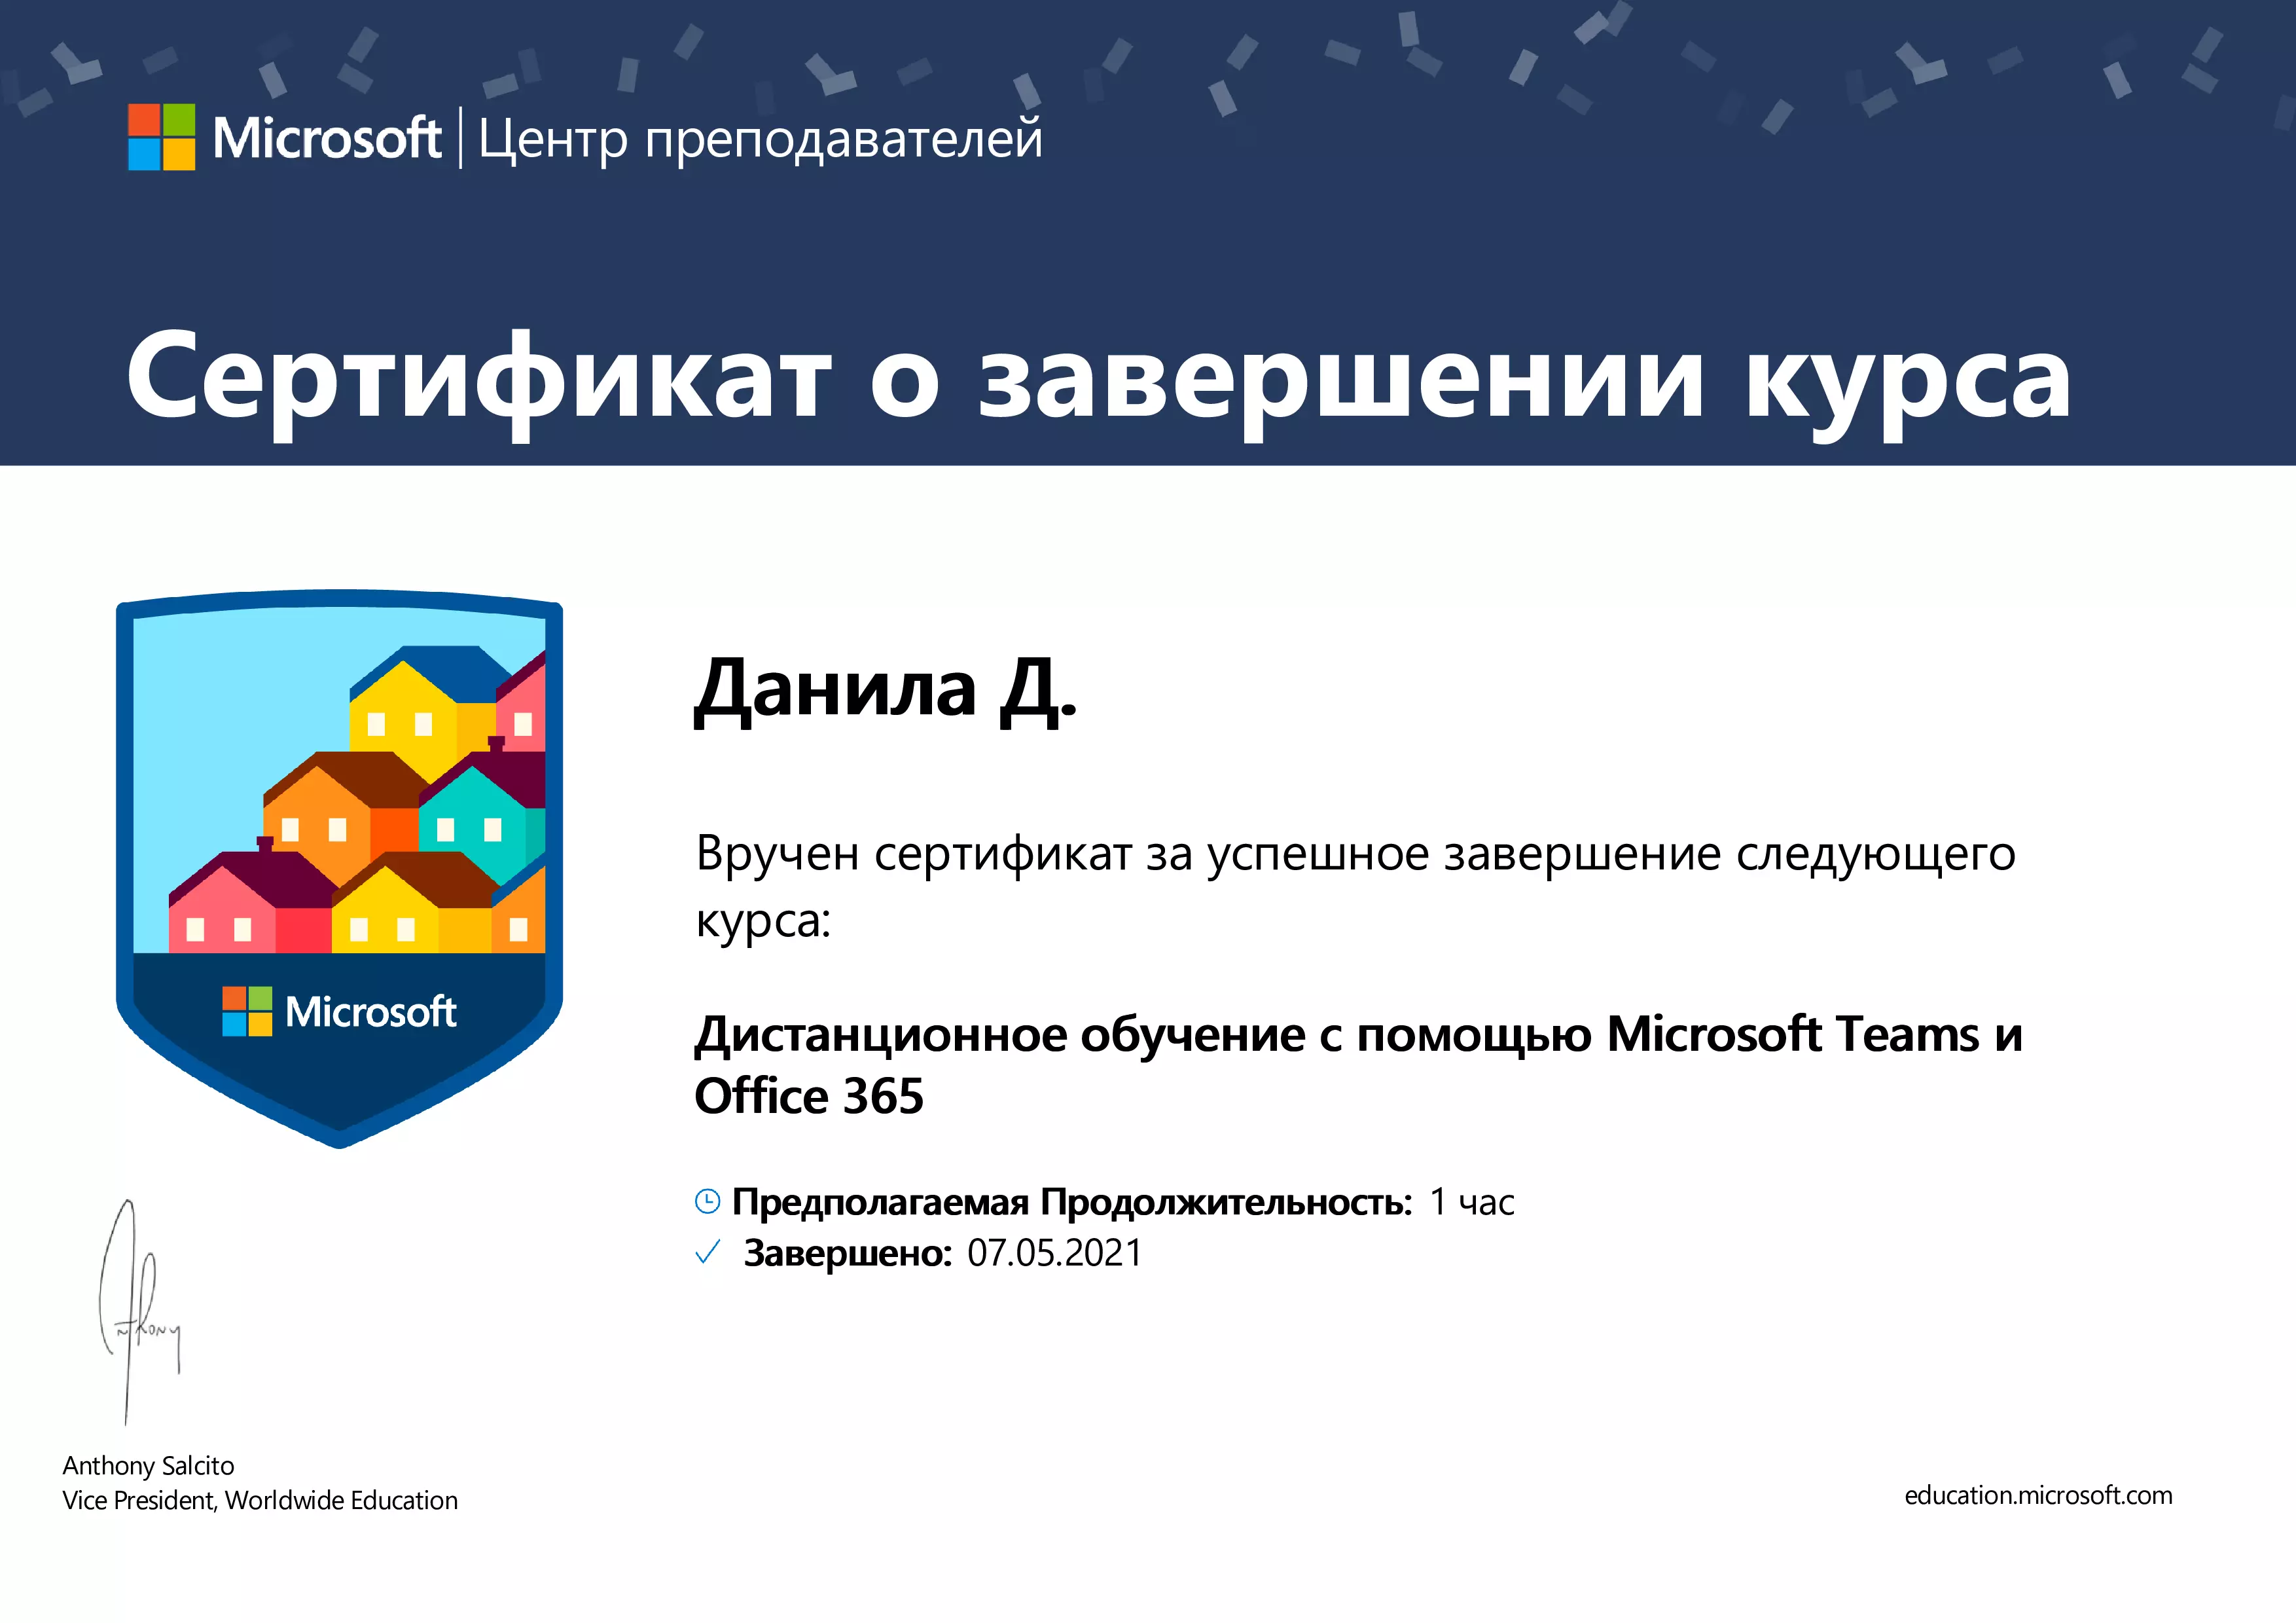 Microsoft | Центр преподавателей
Сертификат о завершении курса
Данила Д.
Вручен сертификат за успешное завершение следующего
курса:
Дистанционное обучение с помощью Microsoft Teams и
Office 365
Предполагаемая Продолжительность: 1 час
Завершено: 07.05.2021
Microsoft
Anthony
Anthony Salcito
Vice President, Worldwide Education
education.microsoft.com